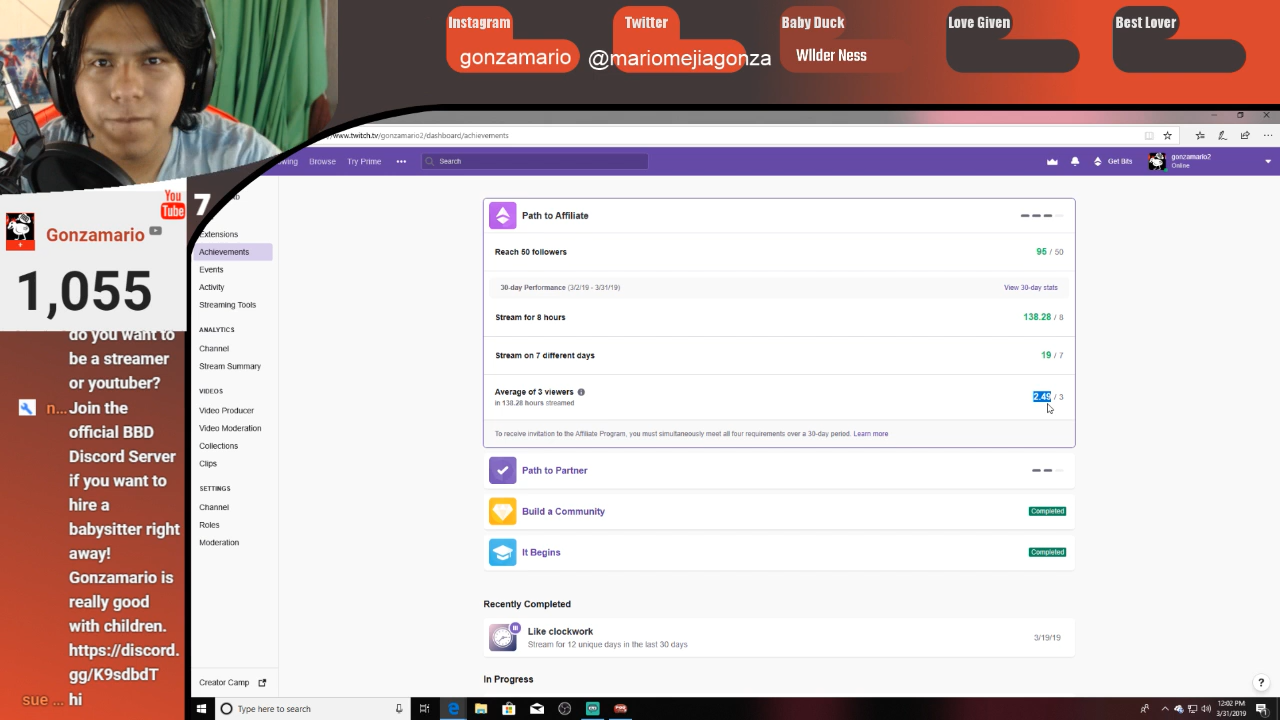 Instagram
gonzamario
Twitter
@mariomejiagonza
Baby Duck
WIlder Ness
Love Given
Best Lover
www.twitch.tv/gonzamario2/dashboard/achievements
Browse
Try Prime
Search
Get Bits
gonzamario2
Online
You
Tube
7
Gonzamario
1,055
do you want to
be a streamer
or youtuber?
n... Join the
official BBD
Discord Server
if you want to
hire a
babysitter right
away!
Gonzamario is
really good
with children.
https://discord.
gg/K9sdbdT
sue ... hi
Extensions
Achievements
Events
Activity
Streaming Tools
ANALYTICS
Channel
Stream Summary
VIDEOS
Video Producer
Video Moderation
Collections
Clips
SETTINGS
Channel
Roles
Moderation
Creator Camp
Path to Affiliate
Reach 50 followers
95 / 50
30-day Performance (3/2/19 - 3/31/19)
View 30-day stats
Stream for 8 hours
138.28 / 8
Stream on 7 different days
19 / 7
Average of 3 viewers
in 138.28 hours streamed
2.49 / 3
To receive invitation to the Affiliate Program, you must simultaneously meet all four requirements over a 30-day period. Learn more
Path to Partner
Build a Community
Completed
It Begins
Completed
Recently Completed
Like clockwork
Stream for 12 unique days in the last 30 days
3/19/19
In Progress
?
Type here to search
12:02 PM
3/31/2019